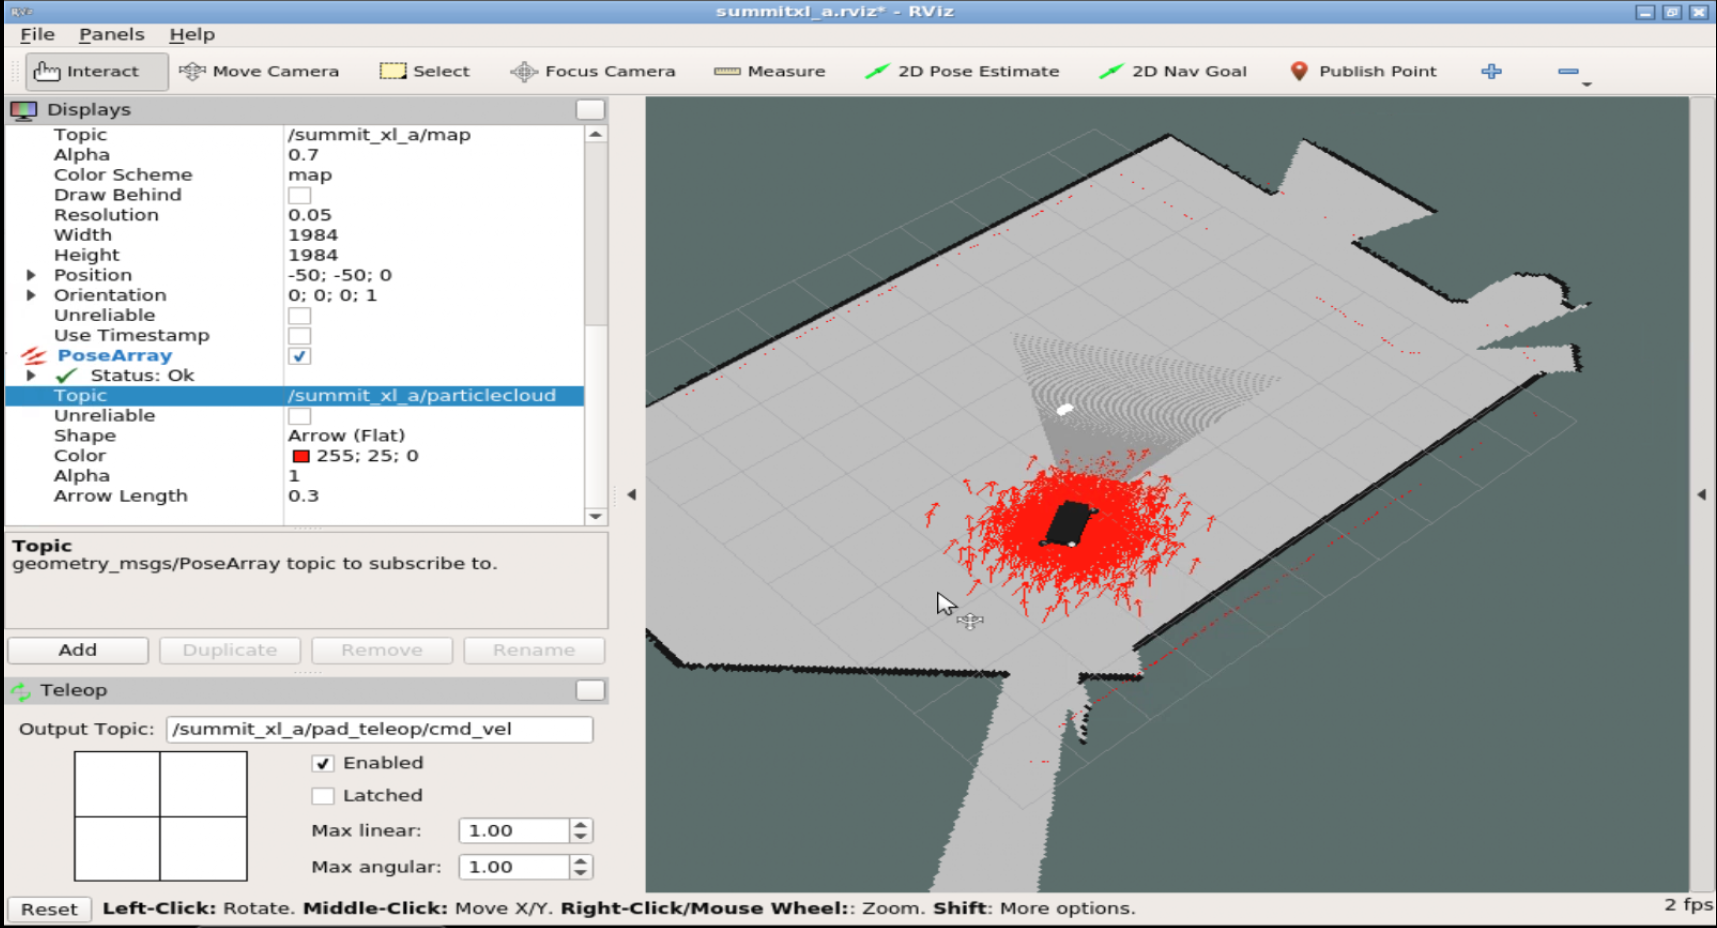 RViz
summitxl_a.rviz* - RViz
File Panels Help
Interact Move Camera Select Focus Camera Measure 2D Pose Estimate 2D Nav Goal Publish Point
Displays
Topic /summit_xl_a/map
Alpha 0.7
Color Scheme map
Draw Behind
Resolution 0.05
Width 1984
Height 1984
Position -50; -50; 0
Orientation 0; 0; 0; 1
Unreliable
Use Timestamp
PoseArray
Status: Ok
Topic /summit_xl_a/particlecloud
Unreliable
Shape Arrow (Flat)
Color 255; 25; 0
Alpha 1
Arrow Length 0.3
Topic
geometry_msgs/PoseArray topic to subscribe to.
Add Duplicate Remove Rename
Teleop
Output Topic: /summit_xl_a/pad_teleop/cmd_vel
Enabled
Latched
Max linear: 1.00
Max angular: 1.00
Reset Left-Click: Rotate. Middle-Click: Move X/Y. Right-Click/Mouse Wheel:: Zoom. Shift: More options. 2 fps